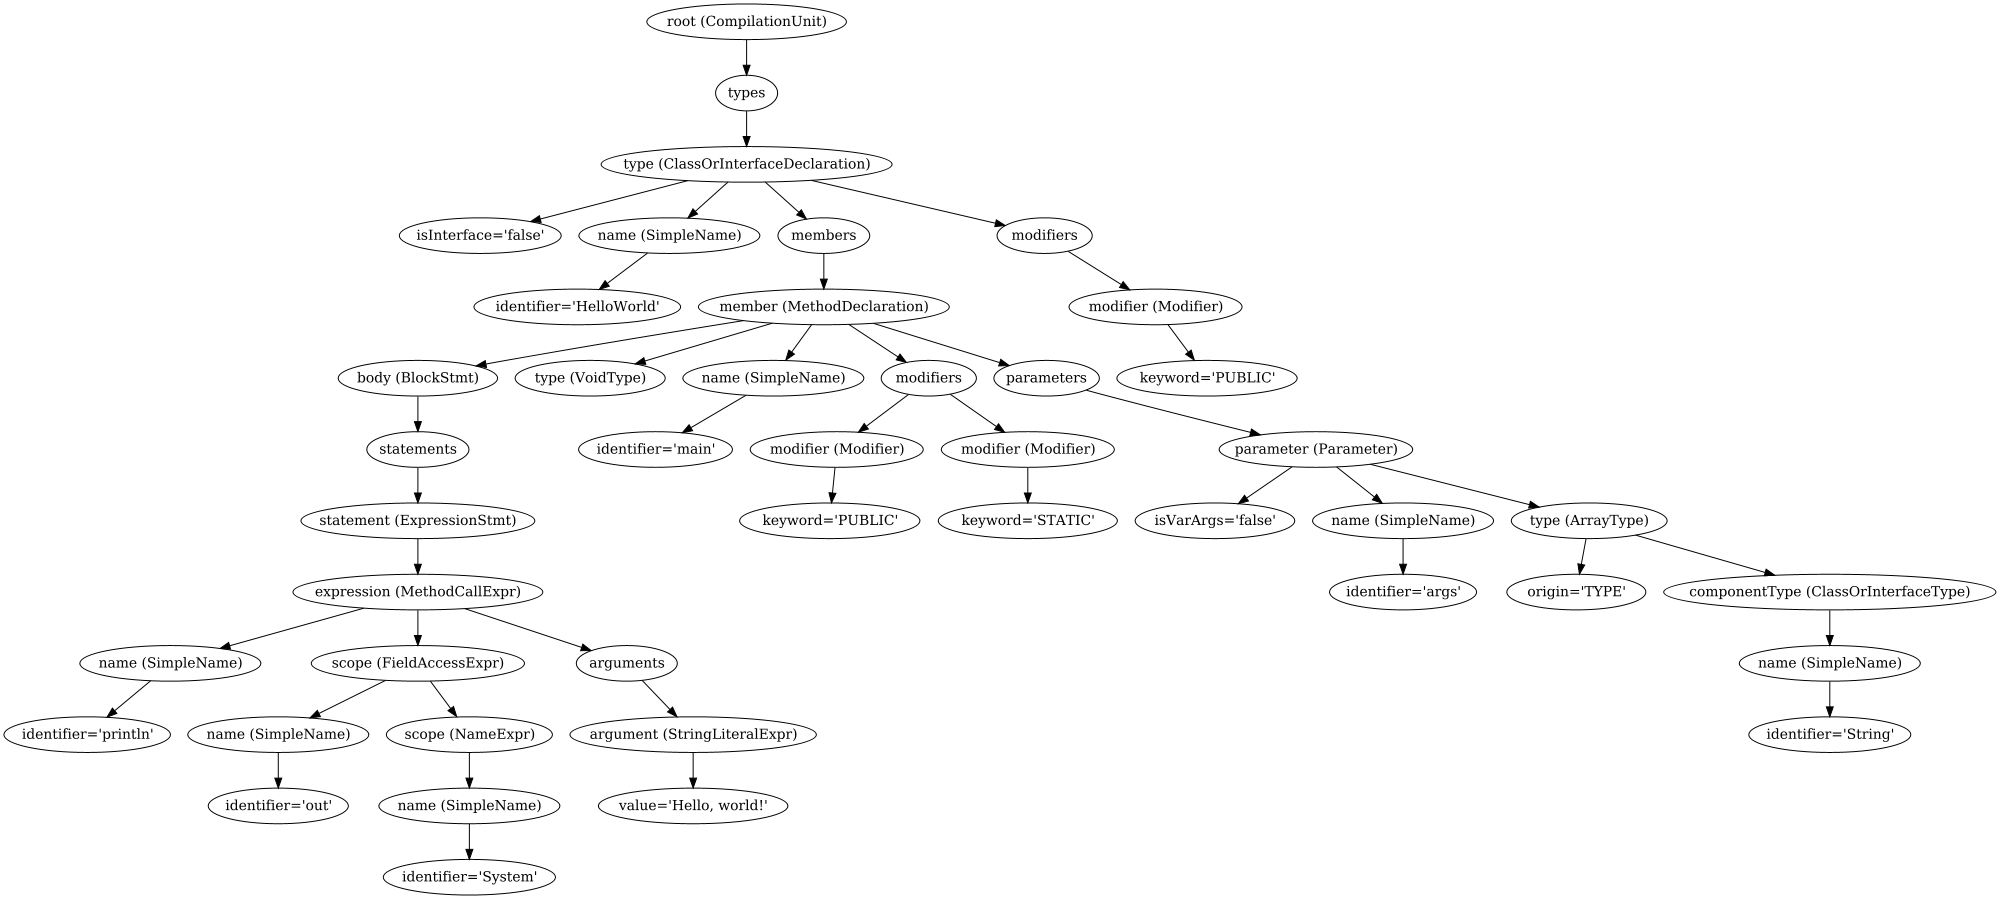 root (CompilationUnit)
types
type (ClassOrInterfaceDeclaration)
isInterface='false'
name (SimpleName)
members
modifiers
identifier='HelloWorld'
member (MethodDeclaration)
modifier (Modifier)
body (BlockStmt)
type (VoidType)
name (SimpleName)
modifiers
parameters
keyword='PUBLIC'
statements
identifier='main'
modifier (Modifier)
modifier (Modifier)
parameter (Parameter)
statement (ExpressionStmt)
keyword='PUBLIC'
keyword='STATIC'
isVarArgs='false'
name (SimpleName)
type (ArrayType)
expression (MethodCallExpr)
identifier='args'
origin='TYPE'
componentType (ClassOrInterfaceType)
name (SimpleName)
scope (FieldAccessExpr)
arguments
name (SimpleName)
identifier='println'
name (SimpleName)
scope (NameExpr)
argument (StringLiteralExpr)
identifier='String'
identifier='out'
name (SimpleName)
value='Hello, world!'
identifier='System'